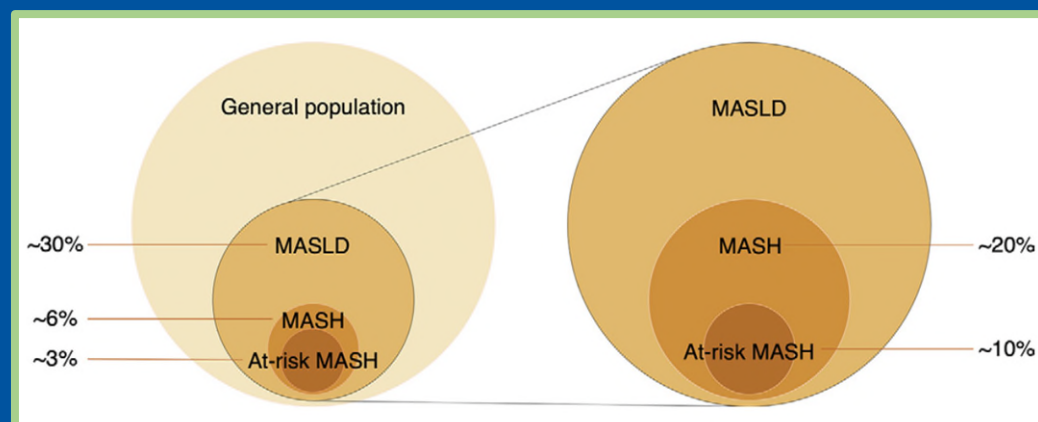 General population
MASLD
~30%
MASLD
MASH
~20%
~6%
MASH
~3%
At-risk MASH
At-risk MASH
~10%